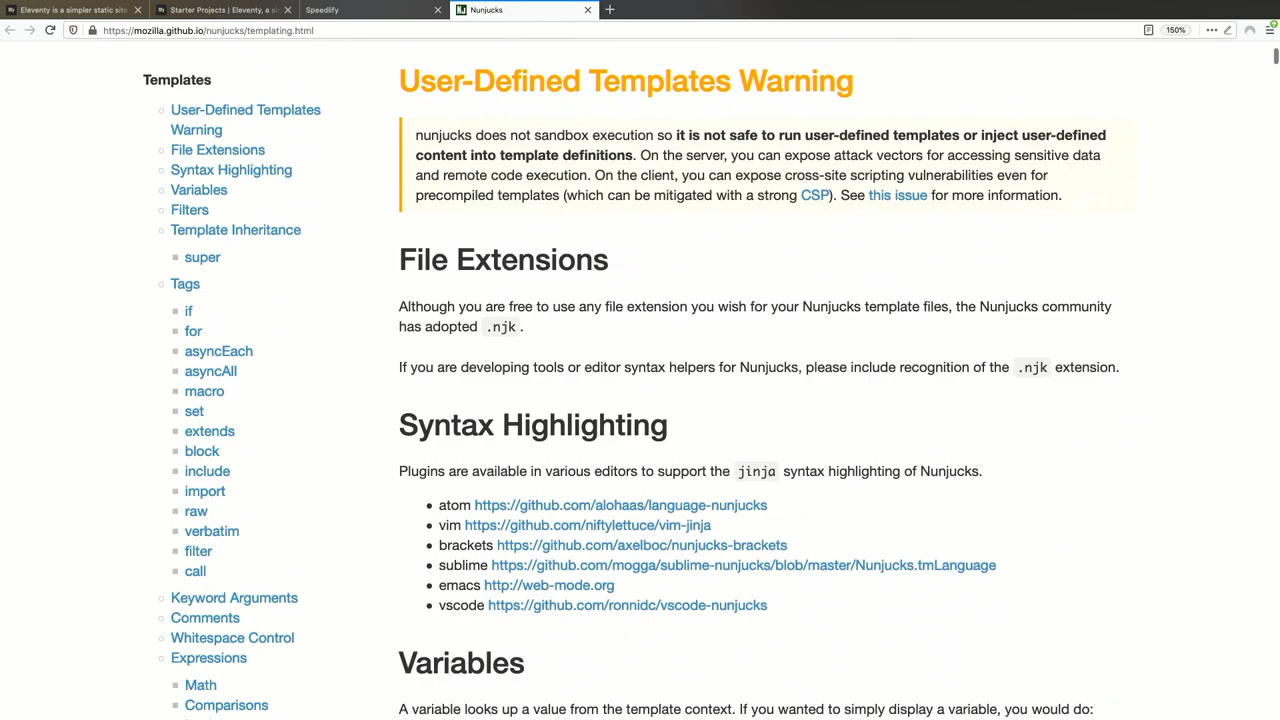 Eleventy is a simpler static site
Starter Projects | Eleventy, a si
Speedlify
Nunjucks
https://mozilla.github.io/nunjucks/templating.html
150%
Templates
User-Defined Templates
Warning
File Extensions
Syntax Highlighting
Variables
Filters
Template Inheritance
super
Tags
if
for
asyncEach
asyncAll
macro
set
extends
block
include
import
raw
verbatim
filter
call
Keyword Arguments
Comments
Whitespace Control
Expressions
Math
Comparisons
User-Defined Templates Warning
nunjucks does not sandbox execution so it is not safe to run user-defined templates or inject user-defined
content into template definitions. On the server, you can expose attack vectors for accessing sensitive data
and remote code execution. On the client, you can expose cross-site scripting vulnerabilities even for
precompiled templates (which can be mitigated with a strong CSP). See this issue for more information.
File Extensions
Although you are free to use any file extension you wish for your Nunjucks template files, the Nunjucks community
has adopted .njk.
If you are developing tools or editor syntax helpers for Nunjucks, please include recognition of the .njk extension.
Syntax Highlighting
Plugins are available in various editors to support the jinja syntax highlighting of Nunjucks.
atom https://github.com/alohaas/language-nunjucks
vim https://github.com/niftylettuce/vim-jinja
brackets https://github.com/axelboc/nunjucks-brackets
sublime https://github.com/mogga/sublime-nunjucks/blob/master/Nunjucks.tmLanguage
emacs http://web-mode.org
vscode https://github.com/ronnidc/vscode-nunjucks
Variables
A variable looks up a value from the template context. If you wanted to simply display a variable, you would do: